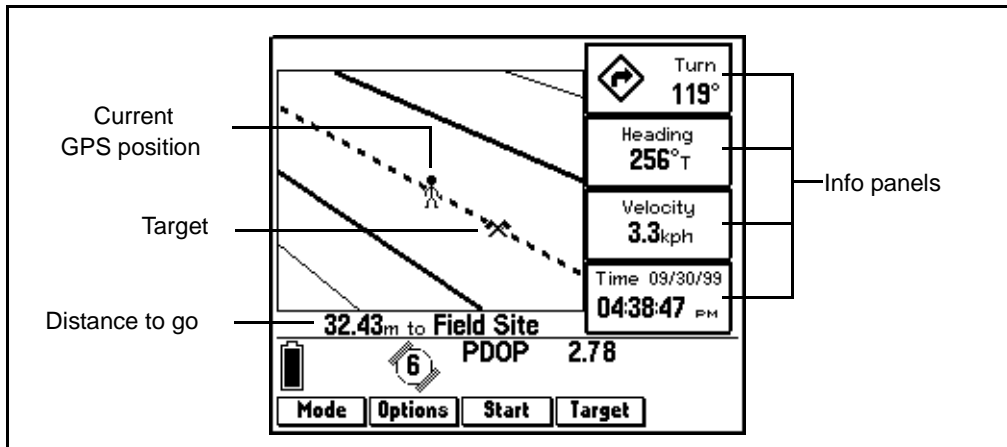 Current
GPS position
Target
Distance to go
Turn
119°
Heading
256°T
Velocity
3.3kph
Time 09/30/99
04:38:47 PM
Info panels
32.43m to Field Site
6
PDOP 2.78
Mode Options Start Target